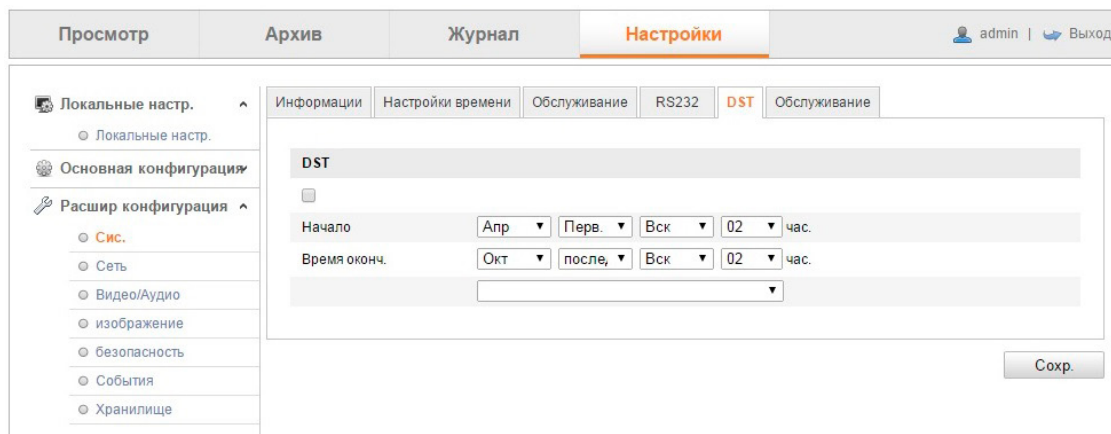 Просмотр Архив Журнал Настройки admin | Выход
Локальные настр.
Локальные настр.
Основная конфигурация
Расшир конфигурация
Сис.
Сеть
Видео/Аудио
изображение
безопасность
События
Хранилище
Информации Настройки времени Обслуживание RS232 DST Обслуживание
DST
Начало Апр Перв. Вск 02 час.
Время оконч. Окт после, Вск 02 час.
Сохр.